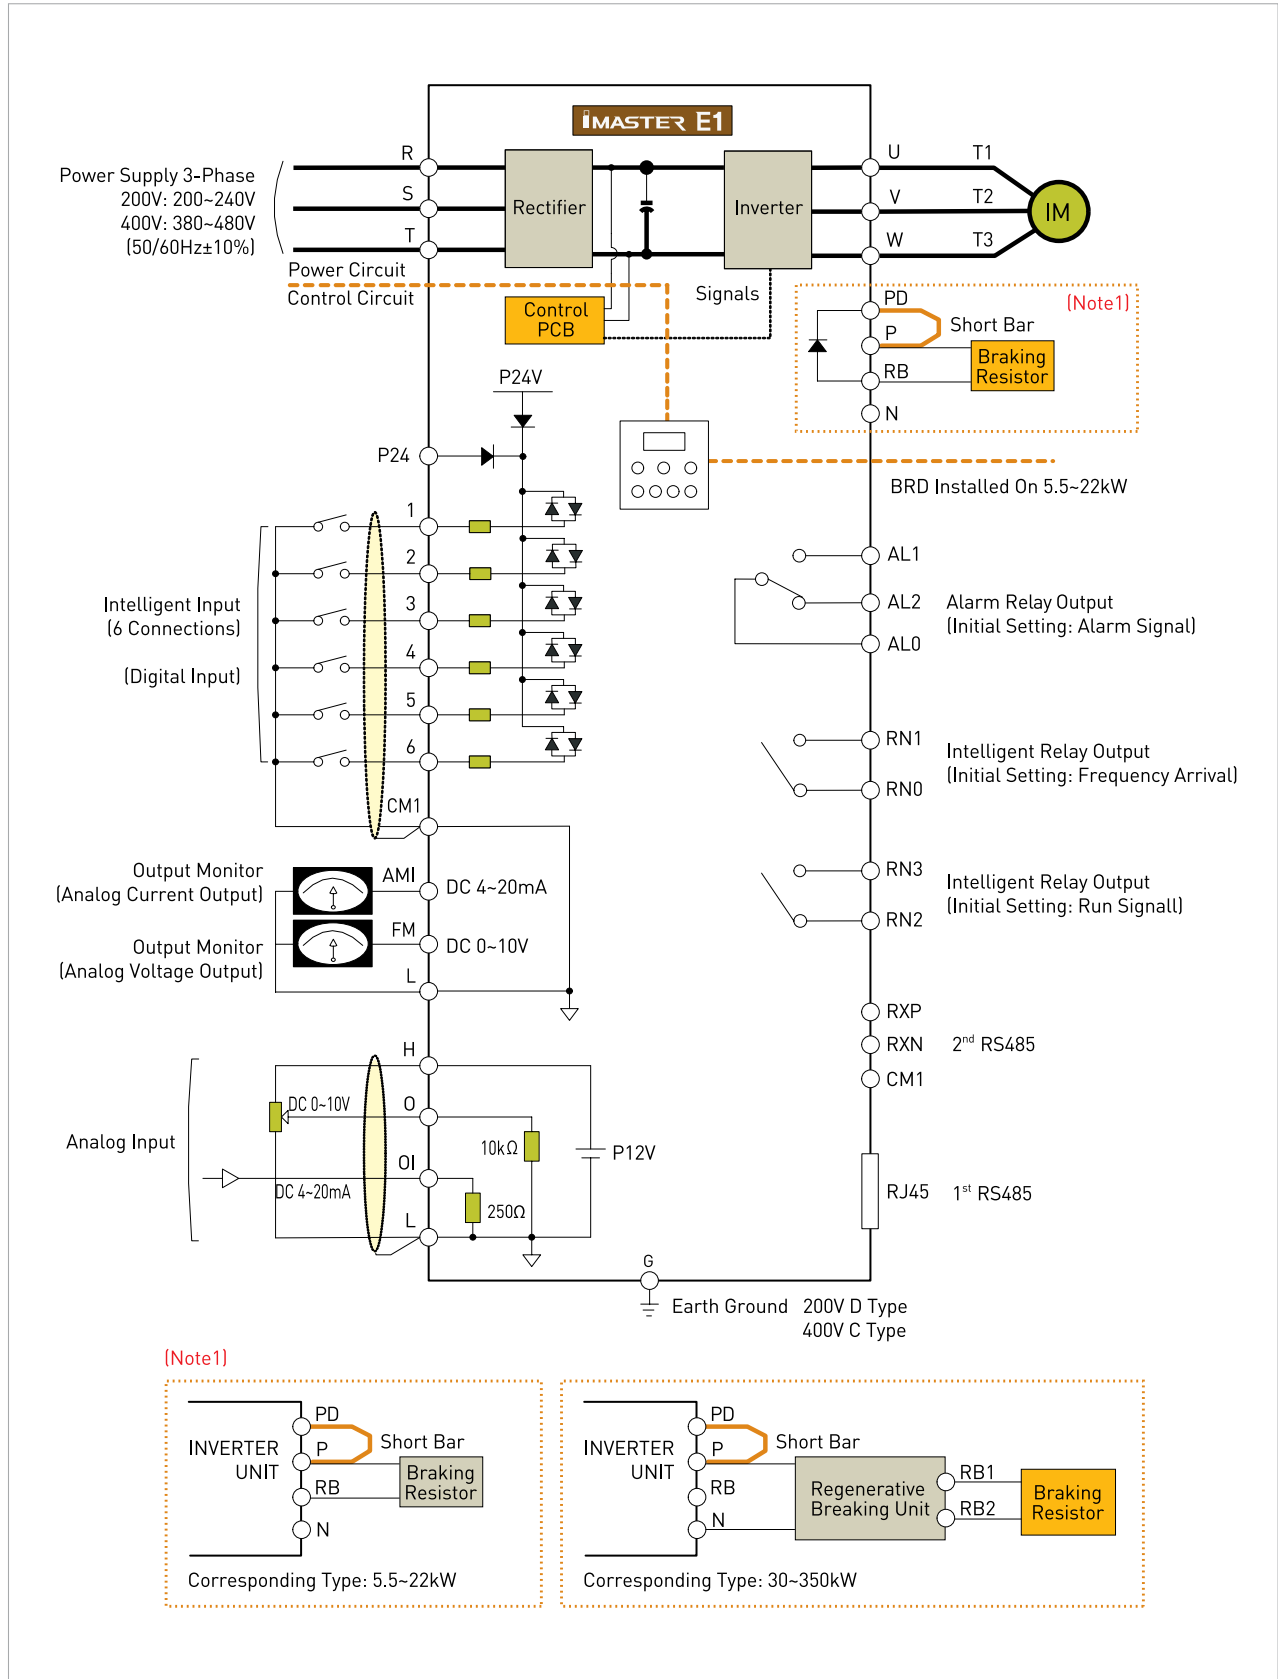 iMASTER E1
Power Supply 3-Phase
200V: 200~240V
400V: 380~480V
(50/60Hz±10%)
R
S
T
Rectifier
Inverter
U
V
W
T1
T2
T3
IM
Power Circuit
Control Circuit
Control
PCB
Signals
(Note1)
PD
P
RB
N
Short Bar
Braking
Resistor
BRD Installed On 5.5~22kW
P24V
P24
1
2
3
4
5
6
CM1
Intelligent Input
(6 Connections)
(Digital Input)
AL1
AL2
AL0
Alarm Relay Output
(Initial Setting: Alarm Signal)
RN1
RN0
Intelligent Relay Output
(Initial Setting: Frequency Arrival)
RN3
RN2
Intelligent Relay Output
(Initial Setting: Run Signall)
Output Monitor
(Analog Current Output)
AMI
DC 4~20mA
Output Monitor
(Analog Voltage Output)
FM
DC 0~10V
L
RXP
RXN
CM1
2nd RS485
Analog Input
H
DC 0~10V
O
10kΩ
P12V
OI
DC 4~20mA
250Ω
L
RJ45
1st RS485
G
Earth Ground
200V D Type
400V C Type
(Note1)
INVERTER
UNIT
PD
P
RB
N
Short Bar
Braking
Resistor
Corresponding Type: 5.5~22kW
INVERTER
UNIT
PD
P
RB
N
Short Bar
Regenerative
Breaking Unit
RB1
RB2
Braking
Resistor
Corresponding Type: 30~350kW